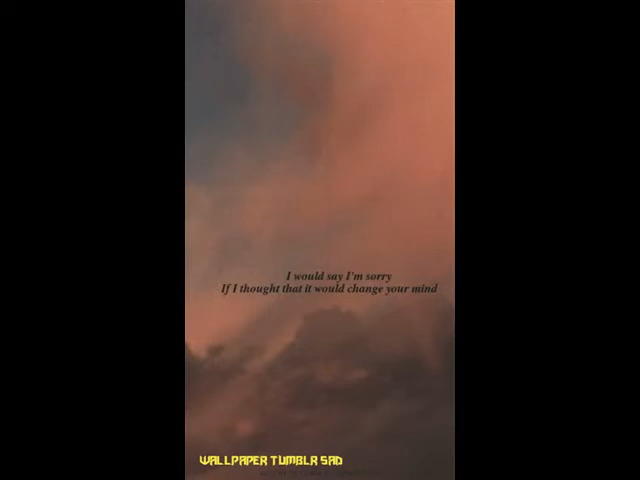 I would say I'm sorry
If I thought that it would change your mind
WALLPAPER TUMBLR SAD